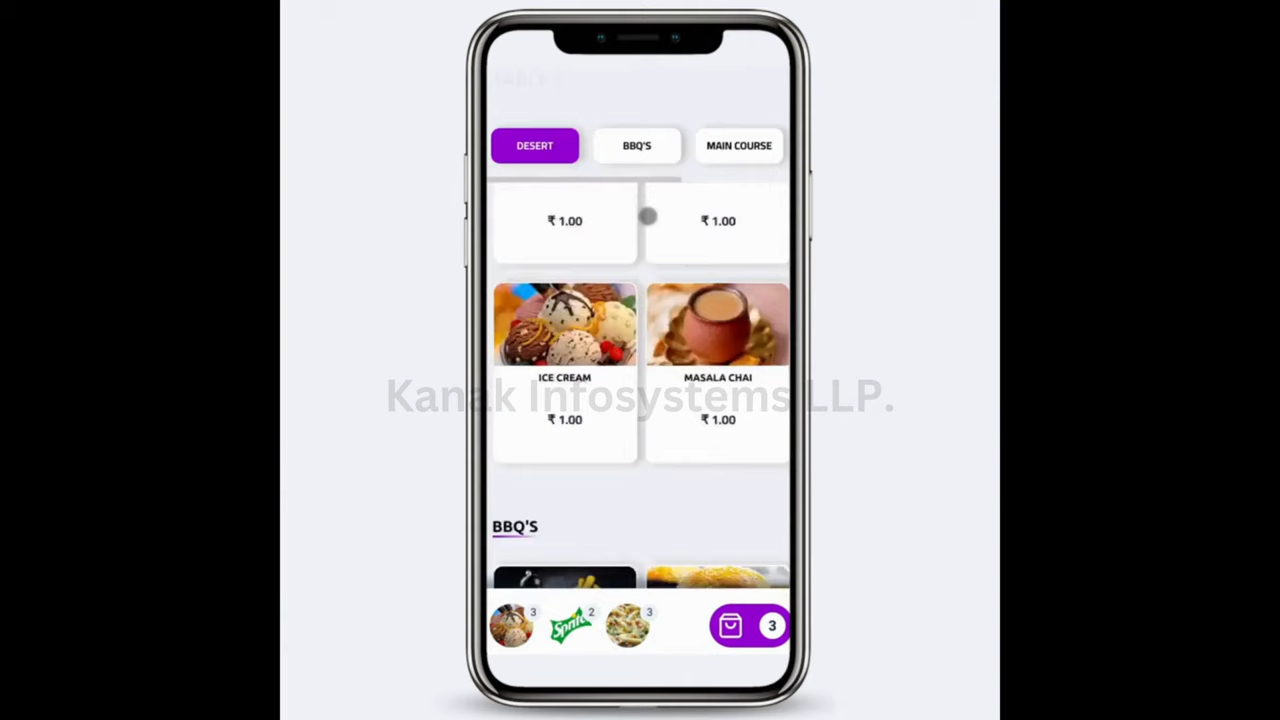 DESERT BBQ'S MAIN COURSE
₹ 1.00 ₹ 1.00
ICE CREAM MASALA CHAI
Kanak Infosystems LLP.
₹ 1.00 ₹ 1.00
BBQ'S
3 Sprite 2 3 3